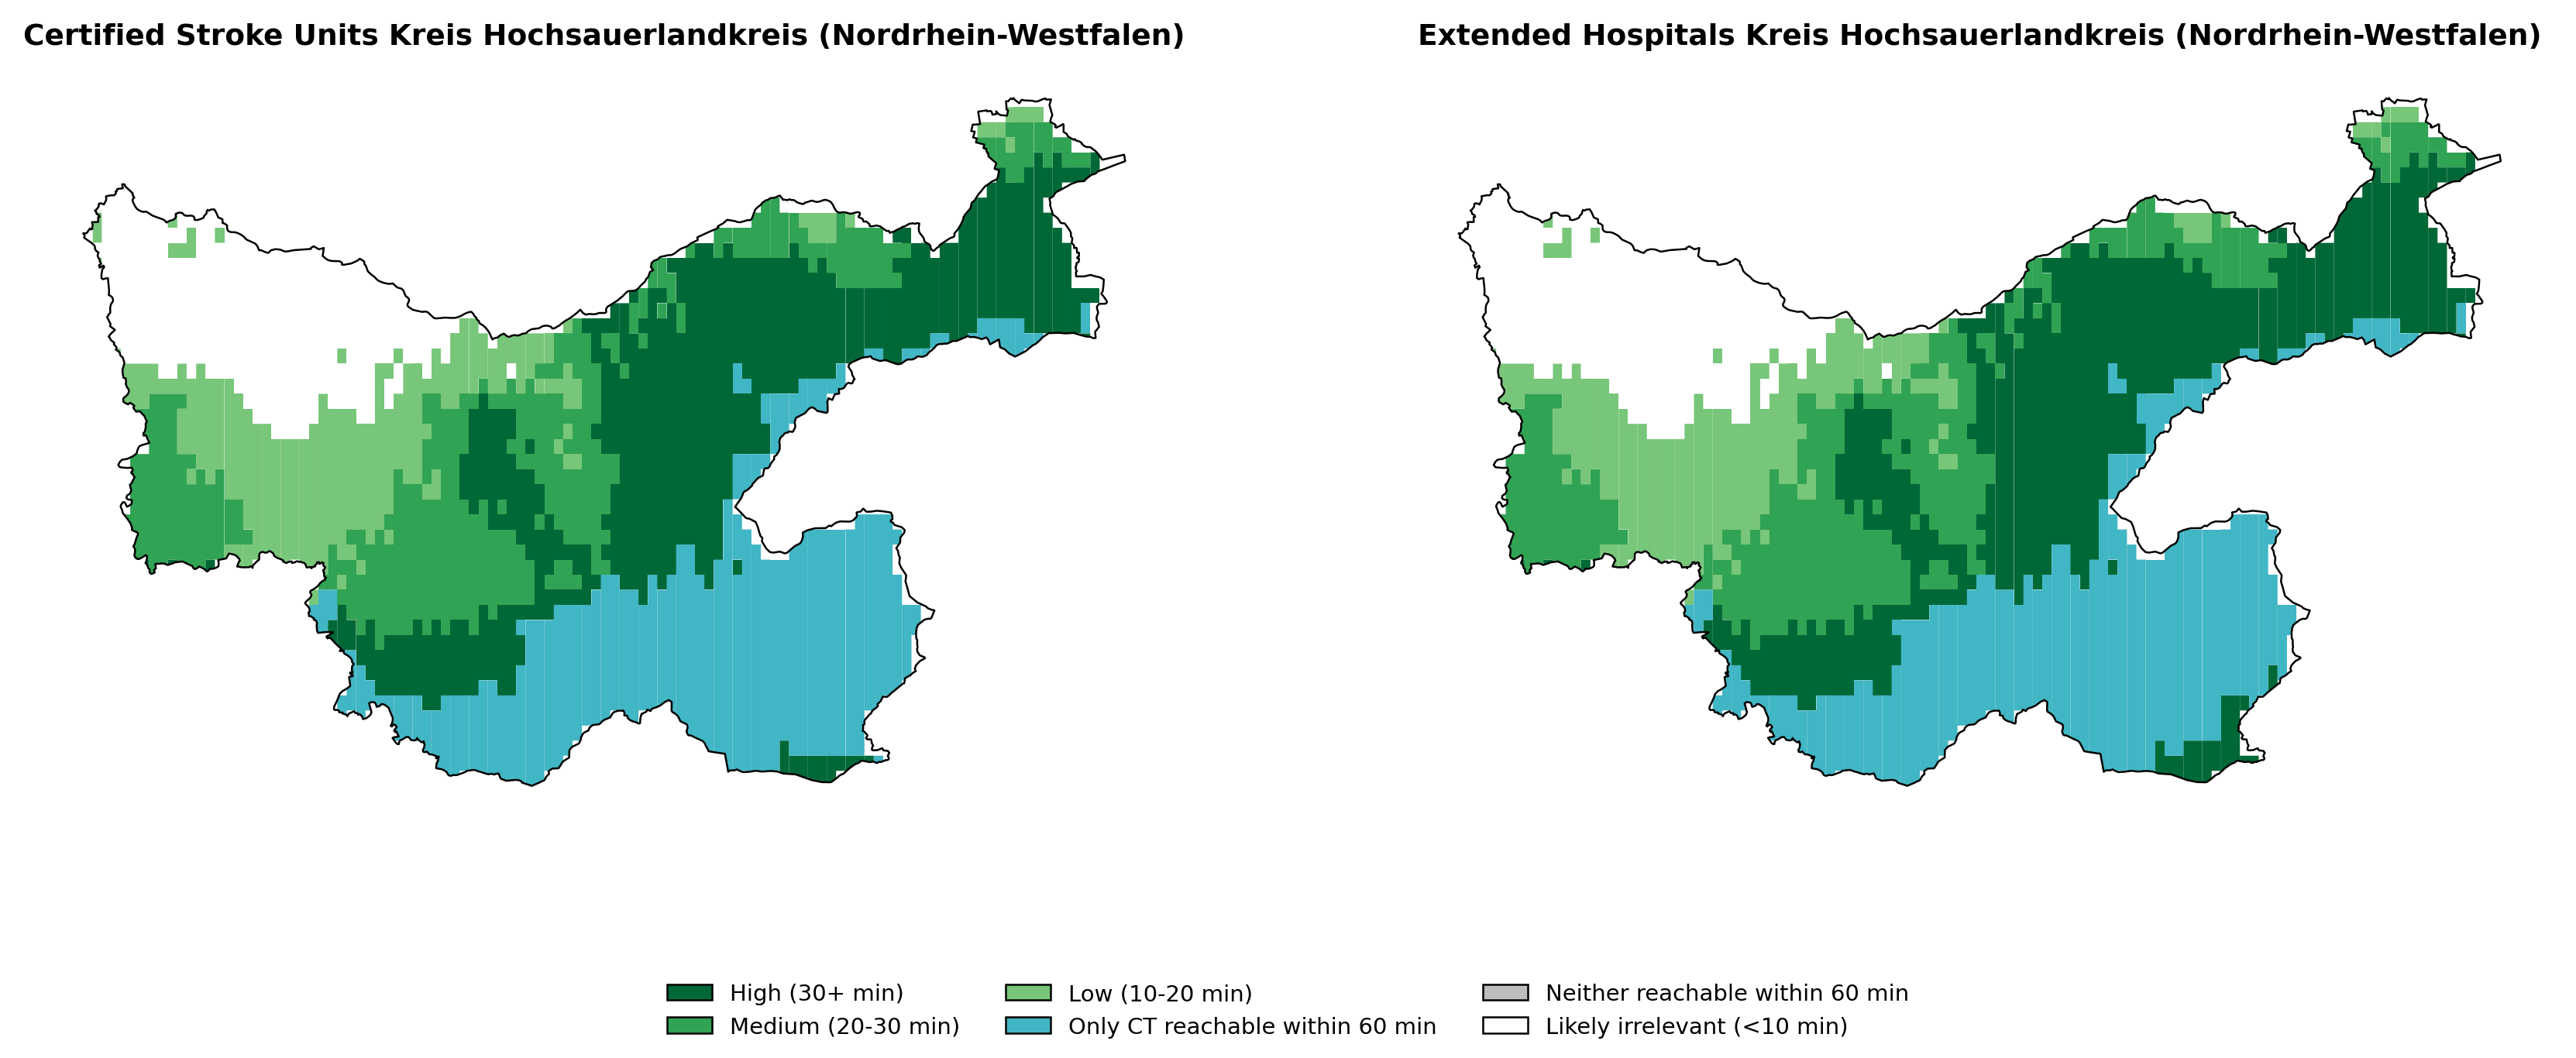 Certified Stroke Units Kreis Hochsauerlandkreis (Nordrhein-Westfalen)
Extended Hospitals Kreis Hochsauerlandkreis (Nordrhein-Westfalen)
High (30+ min)
Medium (20-30 min)
Low (10-20 min)
Only CT reachable within 60 min
Neither reachable within 60 min
Likely irrelevant (<10 min)